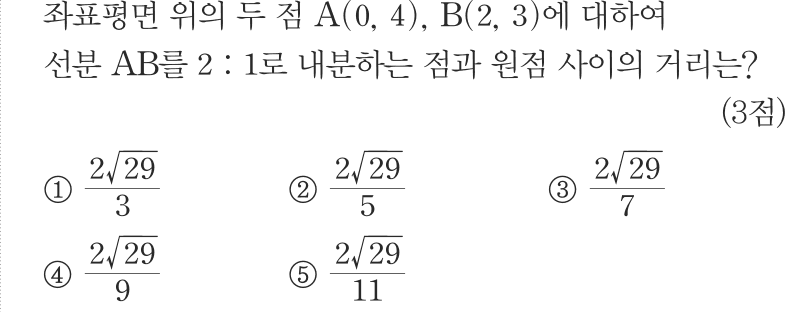 좌표평면 위의 두 점 A(0, 4), B(2, 3)에 대하여
선분 AB를 2 : 1로 내분하는 점과 원점 사이의 거리는?
(3점)
① 2√29/3 ② 2√29/5 ③ 2√29/7
④ 2√29/9 ⑤ 2√29/11